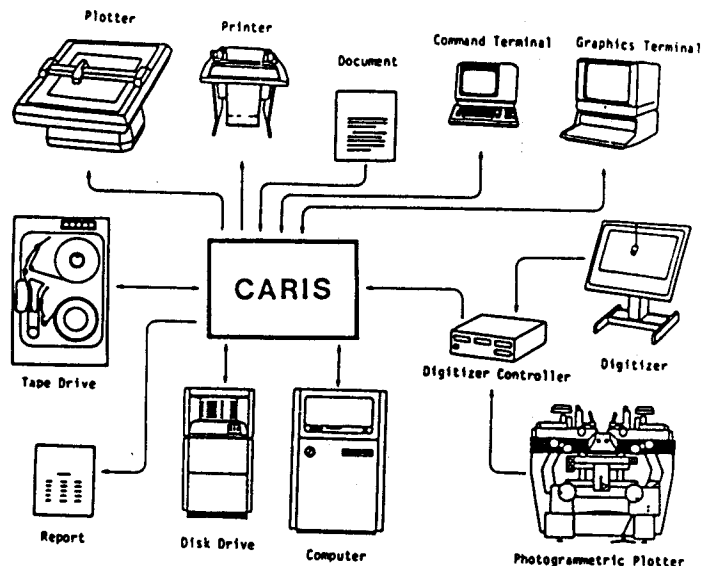 Plotter
Printer
Document
Command Terminal
Graphics Terminal
CARIS
Tape Drive
Digitizer Controller
Digitizer
Report
Disk Drive
Computer
Photogrammetric Plotter